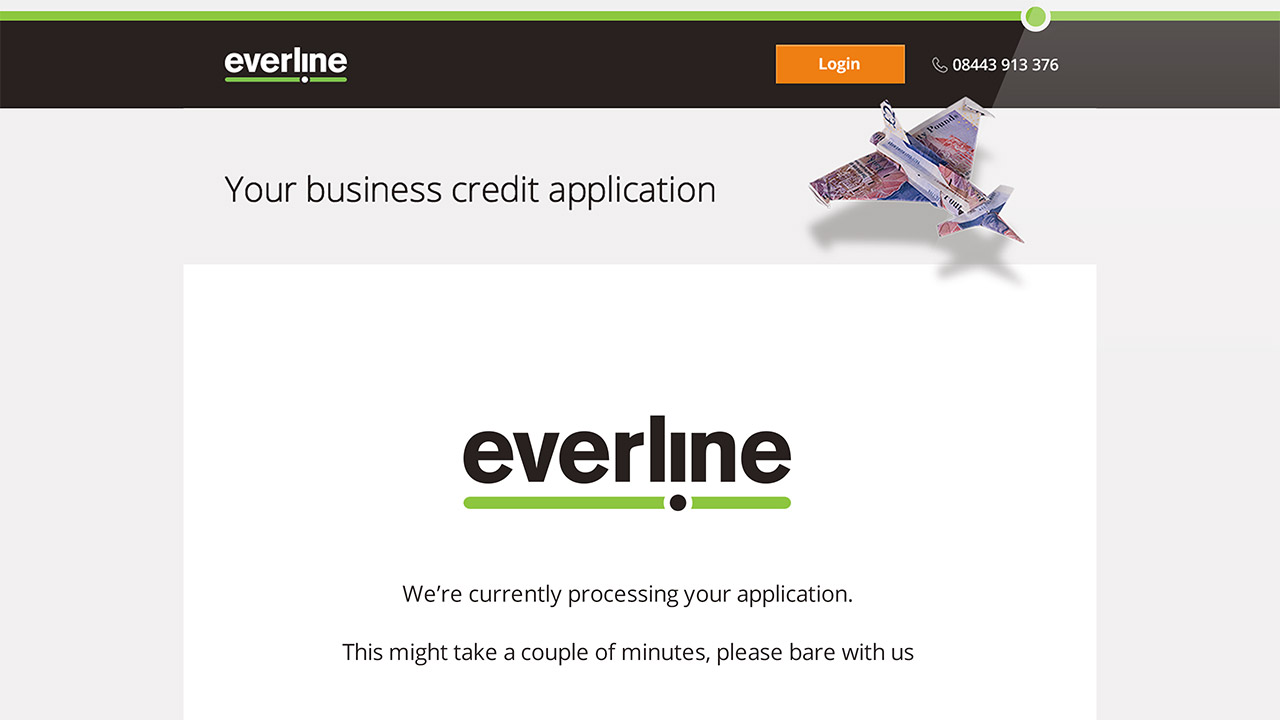 everline
Login
08443 913 376
Pounds
Your business credit application
everline
We’re currently processing your application.
This might take a couple of minutes, please bare with us